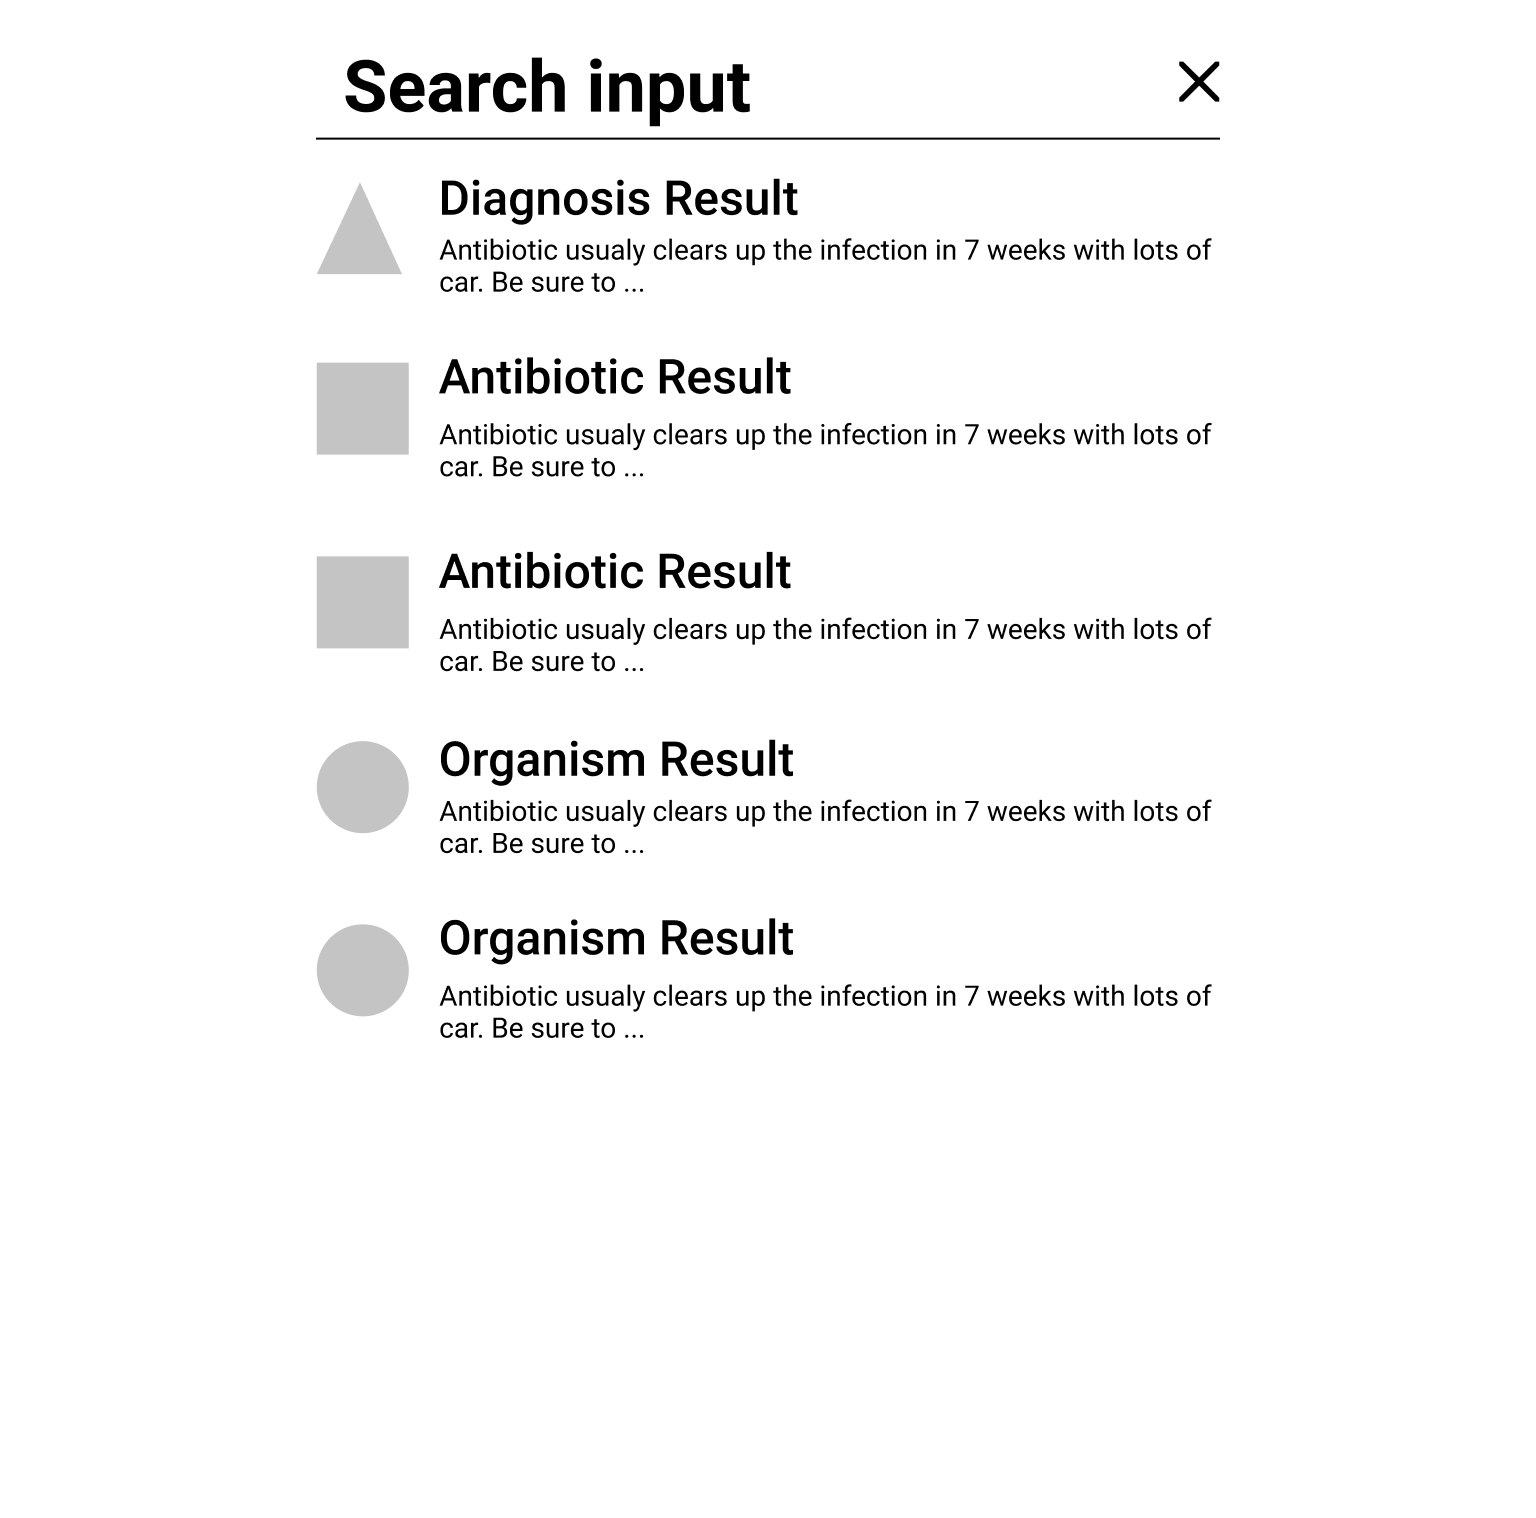 Search input
Diagnosis Result
Antibiotic usualy clears up the infection in 7 weeks with lots of
car. Be sure to ...
Antibiotic Result
Antibiotic usualy clears up the infection in 7 weeks with lots of
car. Be sure to ...
Antibiotic Result
Antibiotic usualy clears up the infection in 7 weeks with lots of
car. Be sure to ...
Organism Result
Antibiotic usualy clears up the infection in 7 weeks with lots of
car. Be sure to ...
Organism Result
Antibiotic usualy clears up the infection in 7 weeks with lots of
car. Be sure to ...